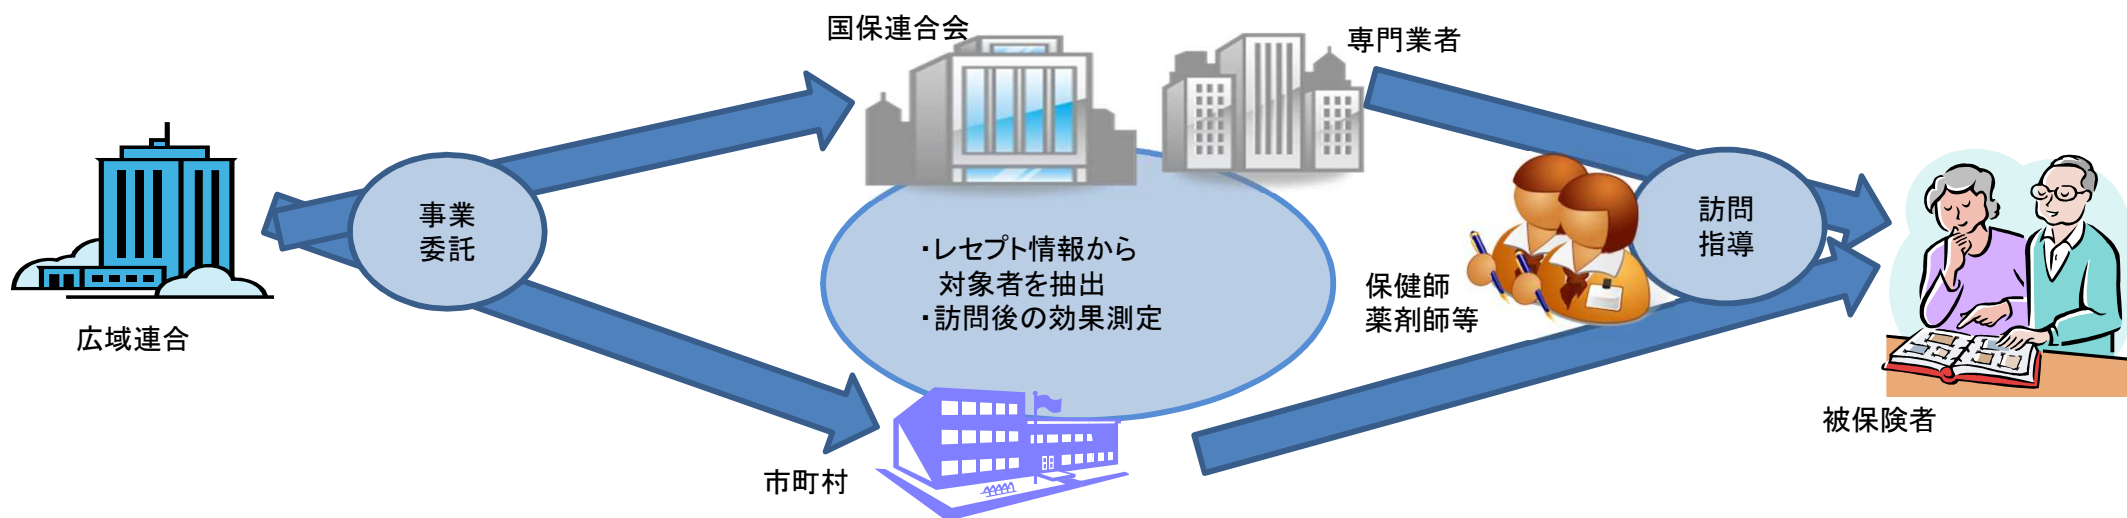 国保連合会
専門業者
事業
委託
訪問
指導
・レセプト情報から
対象者を抽出
・訪問後の効果測定
保健師
薬剤師等
広域連合
被保険者
市町村